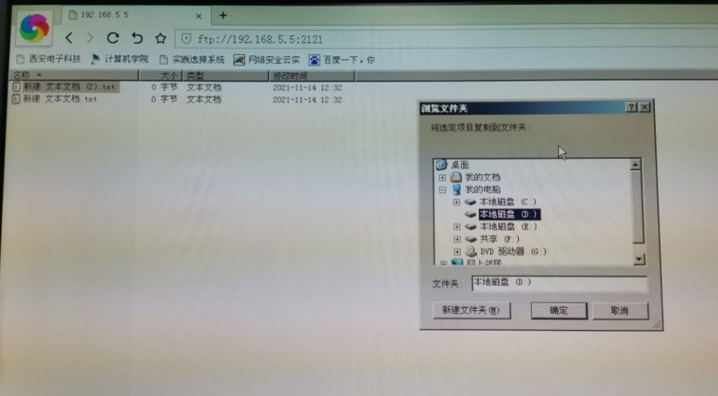 192.168.5.5
ftp://192.168.5.5:2121
西安电子科技 计算机学院 实践选择系统 网络安全云实 百度一下，你
名称 大小 类型 修改时间
新建 文本文档 (2).txt 0 字节 文本文档 2021-11-14 12:32
新建 文本文档.txt 0 字节 文本文档 2021-11-14 12:32
浏览文件夹
将选定项目复制到文件夹:
桌面
我的文档
我的电脑
本地磁盘 (C:)
本地磁盘 (D:)
本地磁盘 (E:)
共享 (F:)
DVD 驱动器 (G:)
文件夹: 本地磁盘 (D:)
新建文件夹(M) 确定 取消